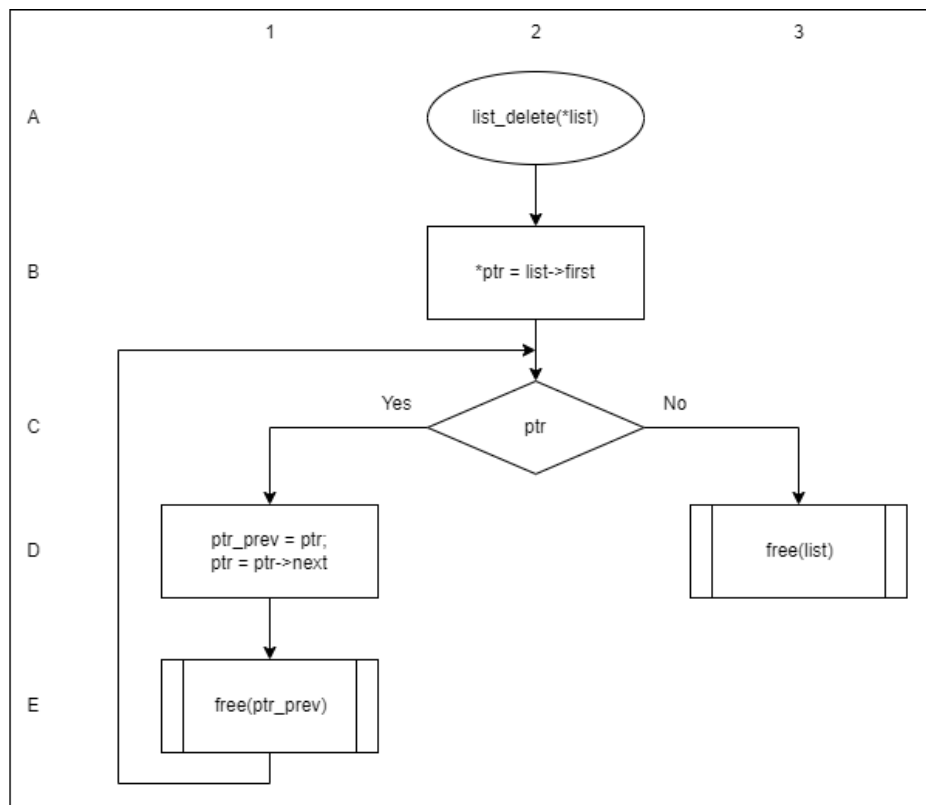 1 2 3
A
list_delete(*list)
B
*ptr = list->first
Yes
No
C
ptr
D
ptr_prev = ptr;
ptr = ptr->next
free(list)
E
free(ptr_prev)